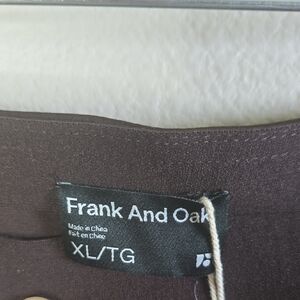 Frank And Oak
Made in China
Fait en Chine
XL/TG